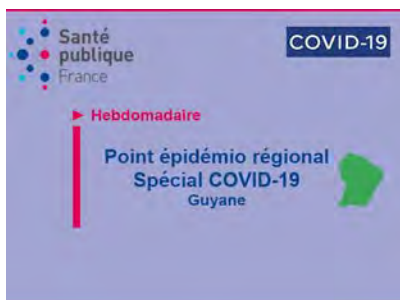 Santé
publique
France
COVID-19
► Hebdomadaire
Point épidémio régional
Spécial COVID-19
Guyane